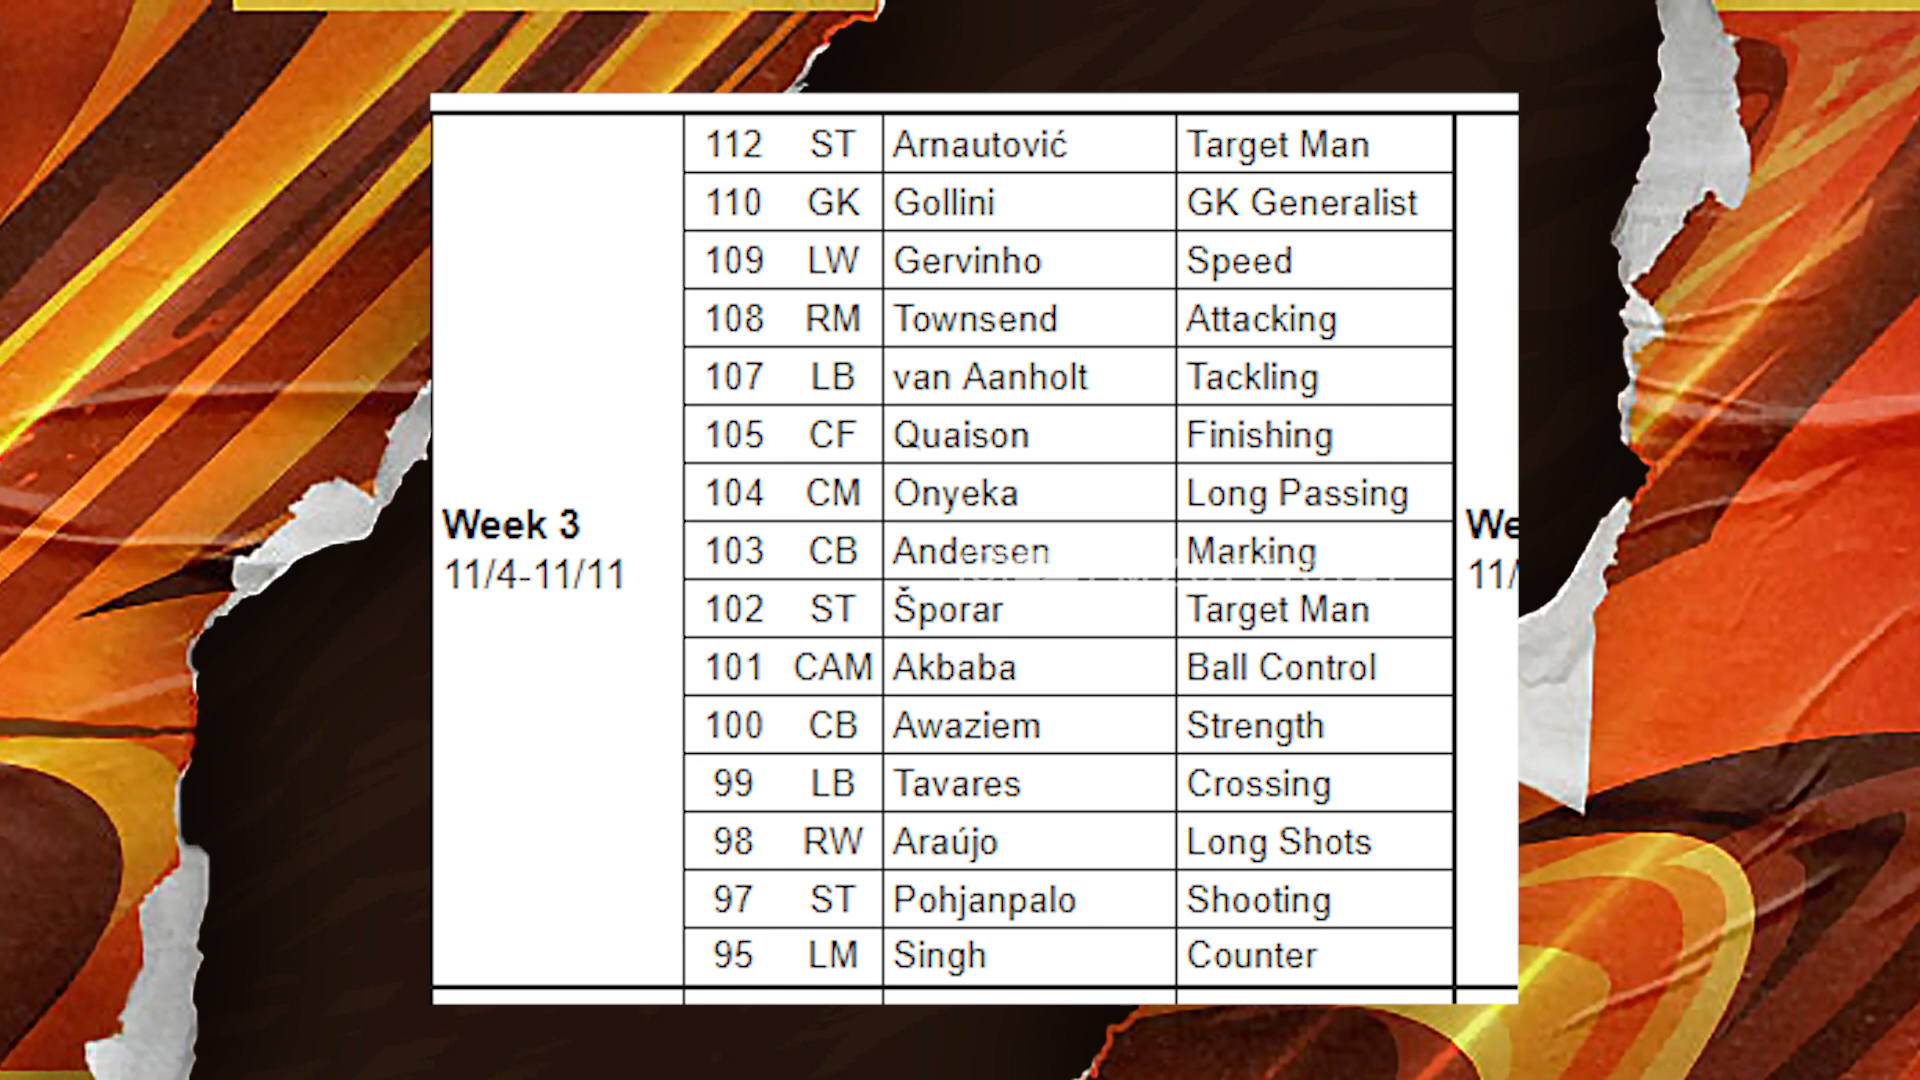 112 ST Arnautović Target Man
110 GK Gollini GK Generalist
109 LW Gervinho Speed
108 RM Townsend Attacking
107 LB van Aanholt Tackling
105 CF Quaison Finishing
104 CM Onyeka Long Passing
Week 3
11/4-11/11
103 CB Andersen Marking
102 ST Šporar Target Man
101 CAM Akbaba Ball Control
100 CB Awaziem Strength
99 LB Tavares Crossing
98 RW Araújo Long Shots
97 ST Pohjanpalo Shooting
95 LM Singh Counter
We
11/